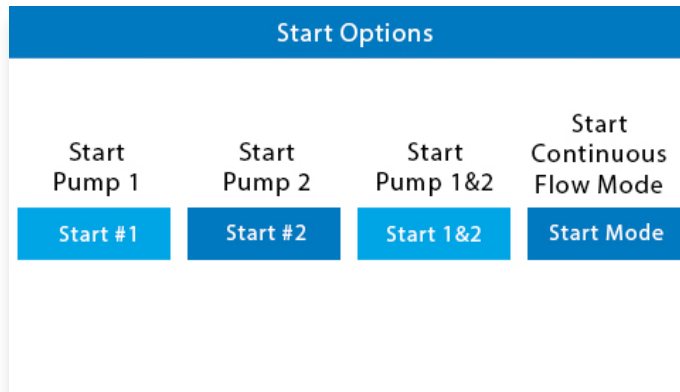 Start Options
Start
Pump 1
Start
Pump 2
Start
Pump 1&2
Start
Continuous
Flow Mode
Start #1
Start #2
Start 1&2
Start Mode